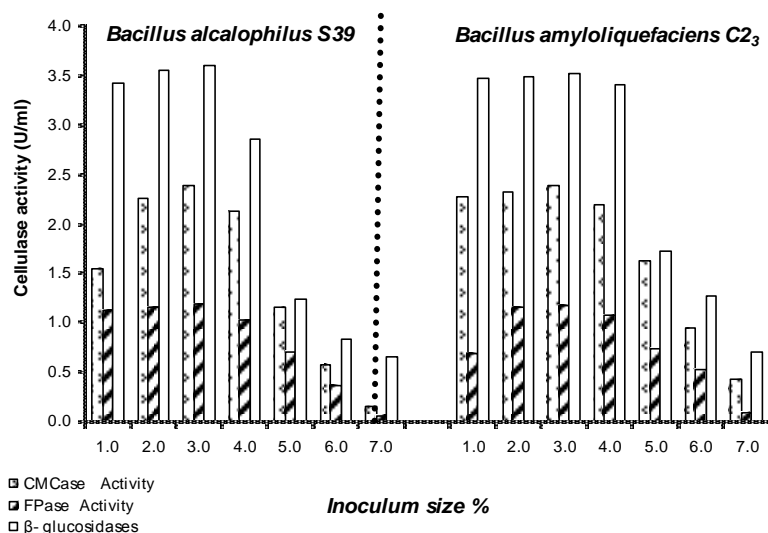 Bacillus alcalophilus S39
Bacillus amyloliquefaciens C2₃
Cellulase activity (U/ml)
4.0
3.5
3.0
2.5
2.0
1.5
1.0
0.5
0.0
1.0 2.0 3.0 4.0 5.0 6.0 7.0 1.0 2.0 3.0 4.0 5.0 6.0 7.0
Inoculum size %
CMCase Activity
FPase Activity
β- glucosidases